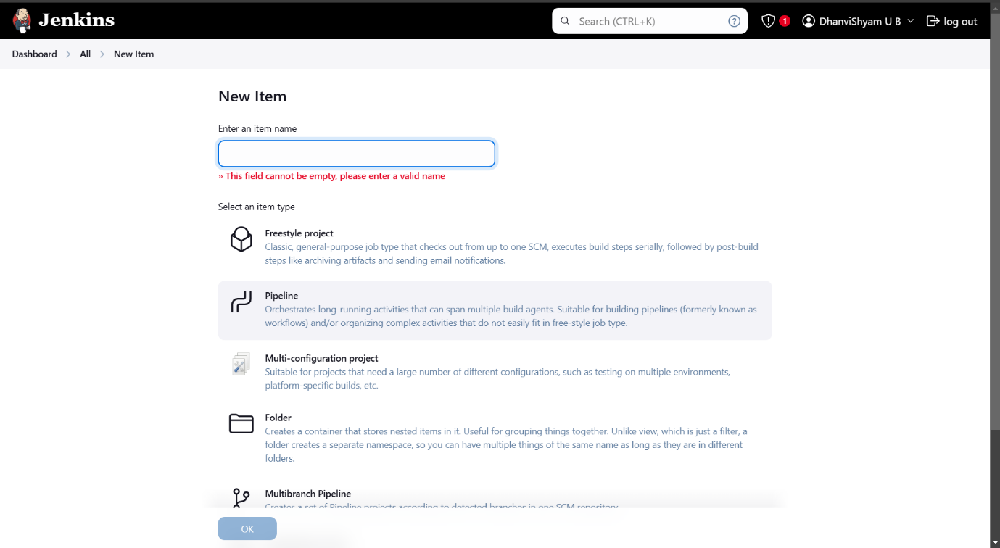 Jenkins
Search (CTRL+K)
1
DhanviShyam U B
log out
Dashboard
All
New Item
New Item
Enter an item name
» This field cannot be empty, please enter a valid name
Select an item type
Freestyle project
Classic, general-purpose job type that checks out from up to one SCM, executes build steps serially, followed by post-build
steps like archiving artifacts and sending email notifications.
Pipeline
Orchestrates long-running activities that can span multiple build agents. Suitable for building pipelines (formerly known as
workflows) and/or organizing complex activities that do not easily fit in free-style job type.
Multi-configuration project
Suitable for projects that need a large number of different configurations, such as testing on multiple environments,
platform-specific builds, etc.
Folder
Creates a container that stores nested items in it. Useful for grouping things together. Unlike view, which is just a filter, a
folder creates a separate namespace, so you can have multiple things of the same name as long as they are in different
folders.
Multibranch Pipeline
Creates a set of Pipeline projects according to detected branches in one SCM repository.
OK